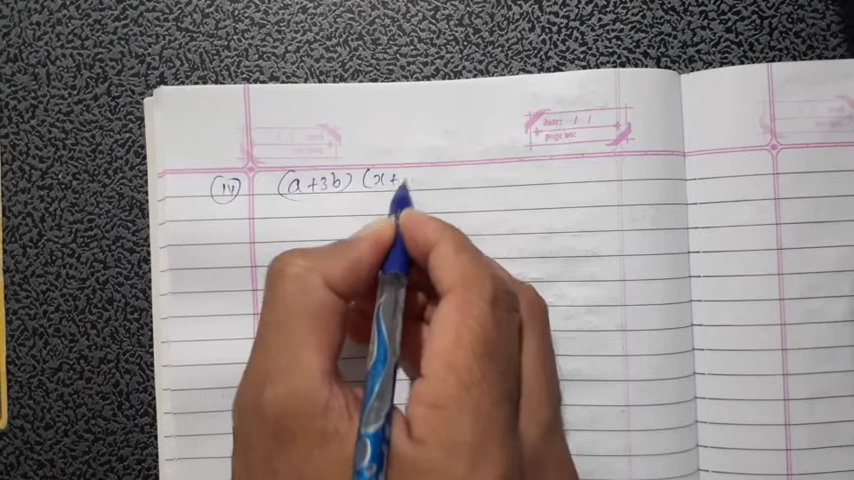 date: / /
page no:
(iv) (a+3b) (x+